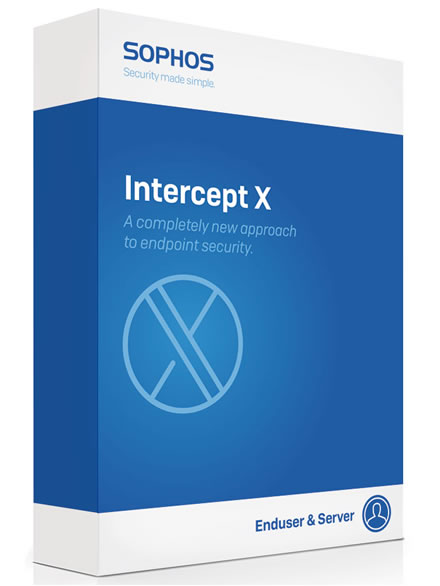 SOPHOS
Security made simple.
Intercept X
A completely new approach
to endpoint security.
Enduser & Server